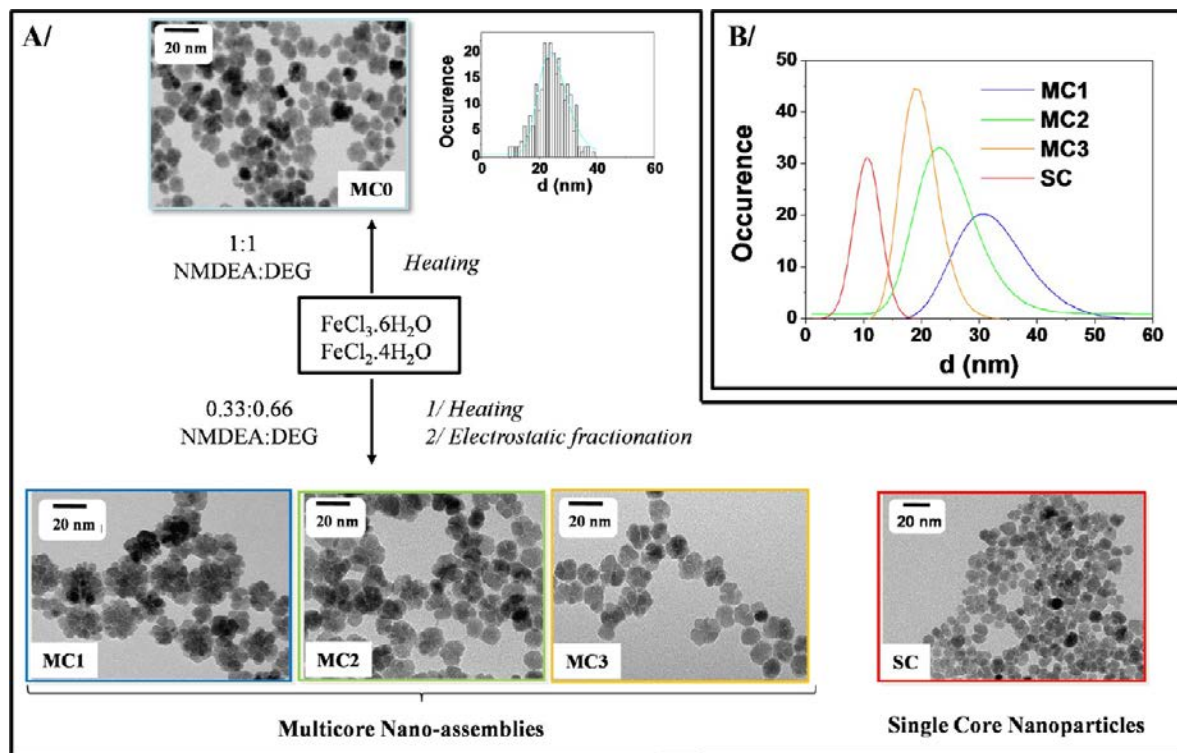 A/
20 nm
MC0
Occurence
20
15
10
5
0
0 20 40 60
d (nm)
1:1
NMDEA:DEG
Heating
FeCl₃.6H₂O
FeCl₂.4H₂O
0.33:0.66
NMDEA:DEG
1/ Heating
2/ Electrostatic fractionation
20 nm
MC1
20 nm
MC2
20 nm
MC3
20 nm
SC
Multicore Nano-assemblies
Single Core Nanoparticles
B/
Occurence
50
40
30
20
10
0
0 10 20 30 40 50 60
d (nm)
MC1
MC2
MC3
SC